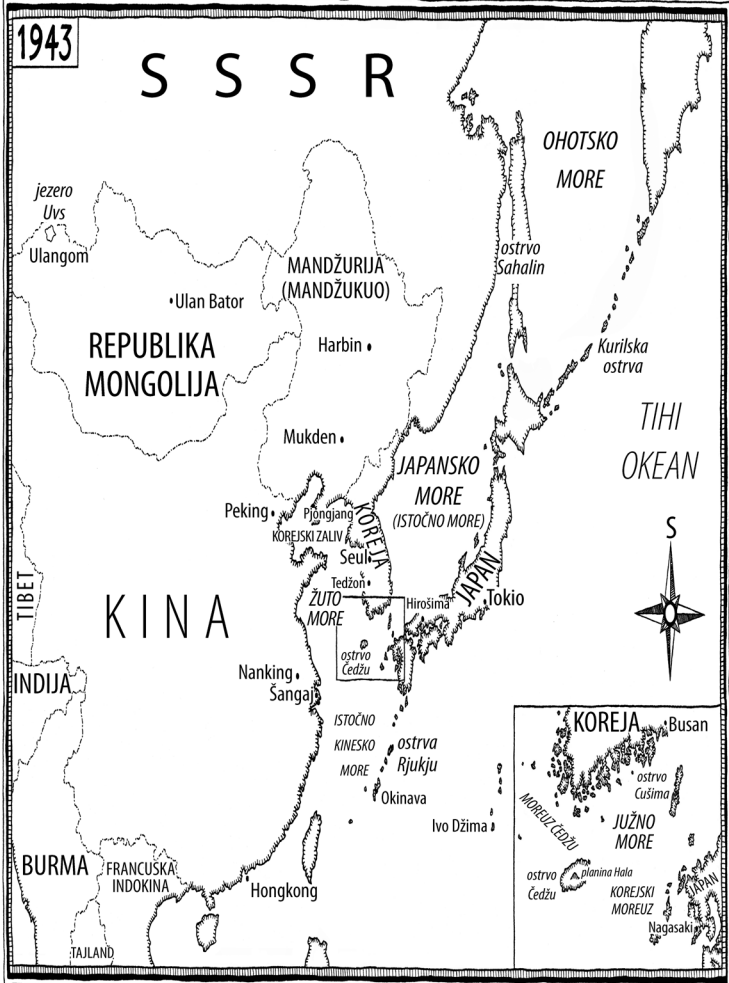 1943
S S S R
OHOTSKO
MORE
jezero
Uvs
Ulangom
ostrvo
Sahalin
MANDŽURIJA
(MANDŽUKUO)
Ulan Bator
REPUBLIKA
MONGOLIJA
Harbin
Kurilska
ostrva
TIHI
OKEAN
Mukden
JAPANSKO
MORE
(ISTOČNO MORE)
Peking
Pjongjang
KOREJA
KOREJSKI ZALIV
S
Seul
JAPAN
Tedžon
TIBET
ŽUTO
MORE
Hirošima
Tokio
KINA
ostrvo
Čedžu
Nanking
Šangaj
INDIJA
ISTOČNO
KINESKO
MORE
ostrva
Rjukju
Okinava
Ivo Džima
BURMA
FRANCUSKA
INDOKINA
Hongkong
TAJLAND
KOREJA
Busan
ostrvo
Cušima
MOREUZ ČEDŽU
JUŽNO
MORE
ostrvo
Čedžu
planina Hala
KOREJSKI
MOREUZ
JAPAN
Nagasaki